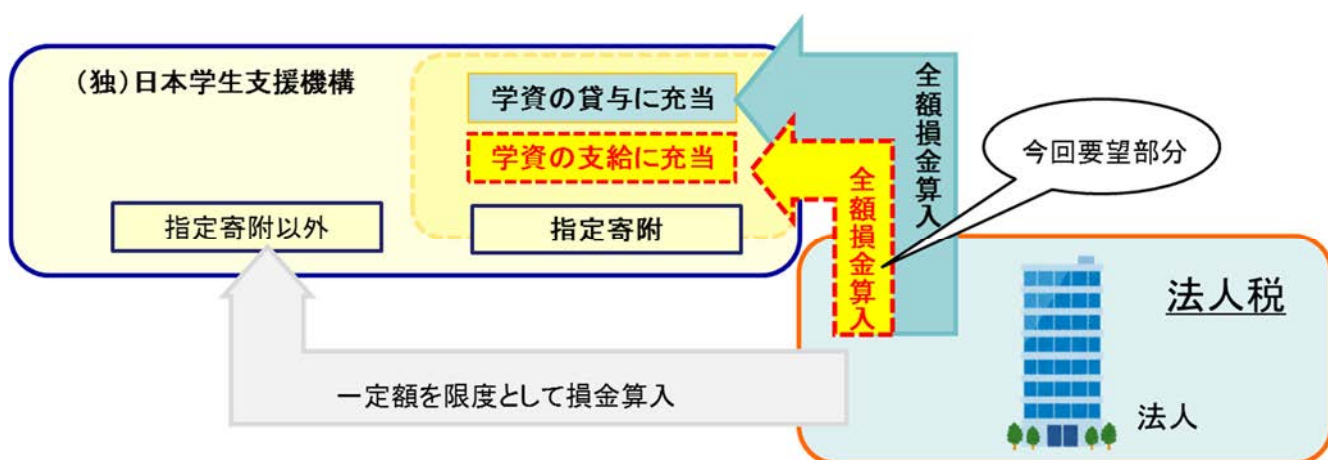 (独)日本学生支援機構
学資の貸与に充当
学資の支給に充当
指定寄附以外
指定寄附
全額損金算入
全額損金算入
今回要望部分
一定額を限度として損金算入
法人税
法人